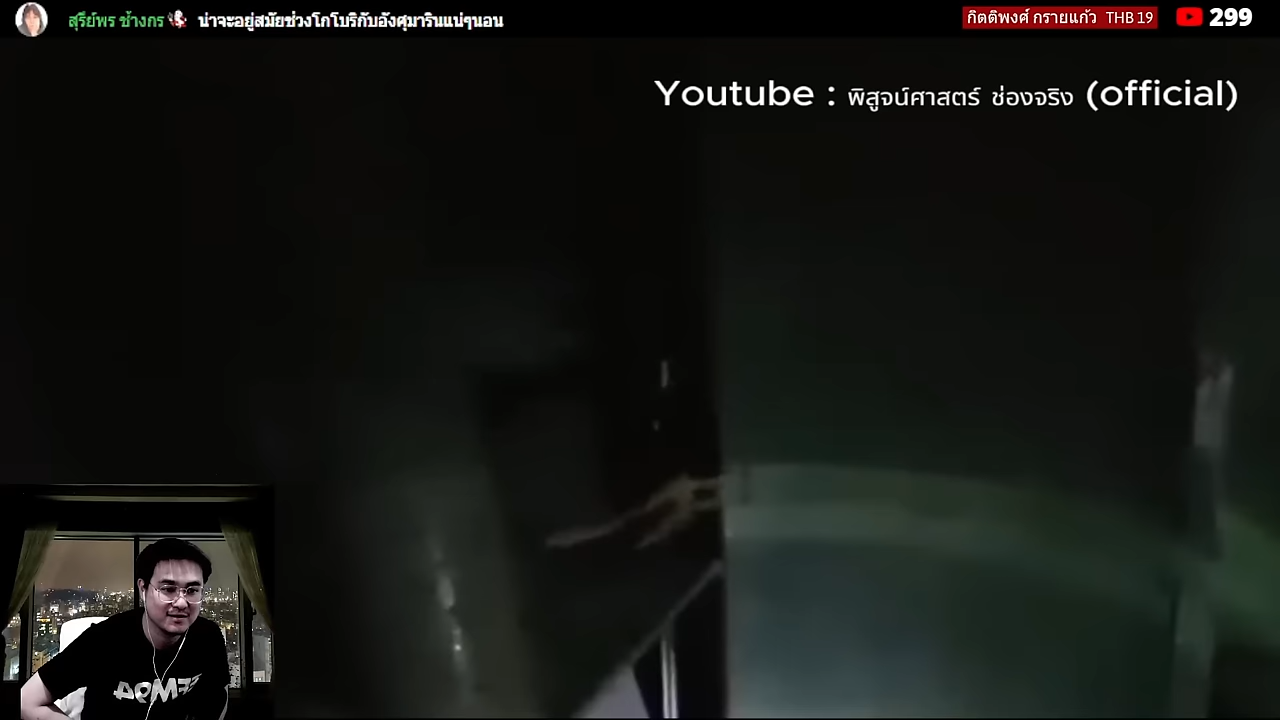 สุรีย์พร ช้างกร น่าจะอยู่สมัยช่วงโกโบริกับอังศุมารินแน่ๆนอน
กิตติพงศ์ กรายแก้ว THB 19
299
Youtube : พิสูจน์ศาสตร์ ช่องจริง (official)